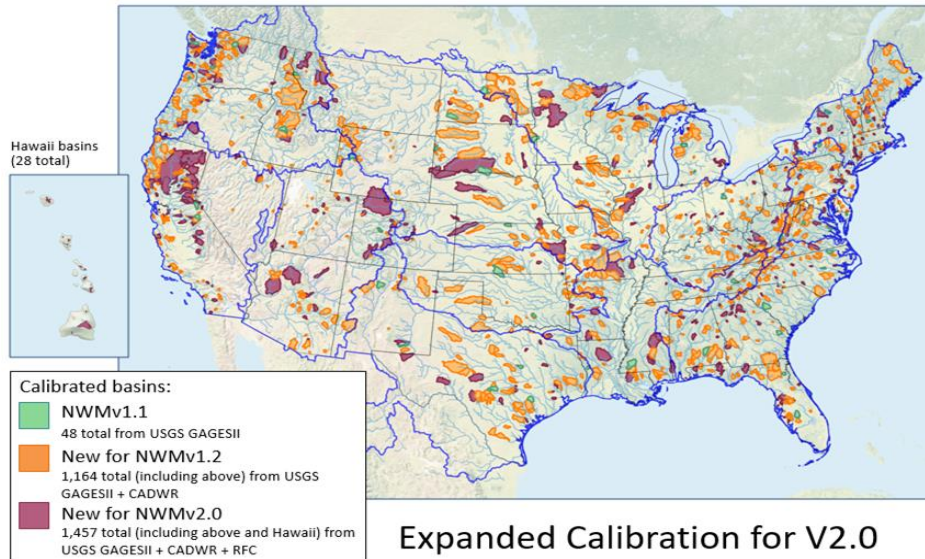 Hawaii basins
(28 total)
Calibrated basins:
NWMv1.1
48 total from USGS GAGESII
New for NWMv1.2
1,164 total (including above) from USGS
GAGESII + CADWR
New for NWMv2.0
1,457 total (including above and Hawaii) from
USGS GAGESII + CADWR + RFC
Expanded Calibration for V2.0